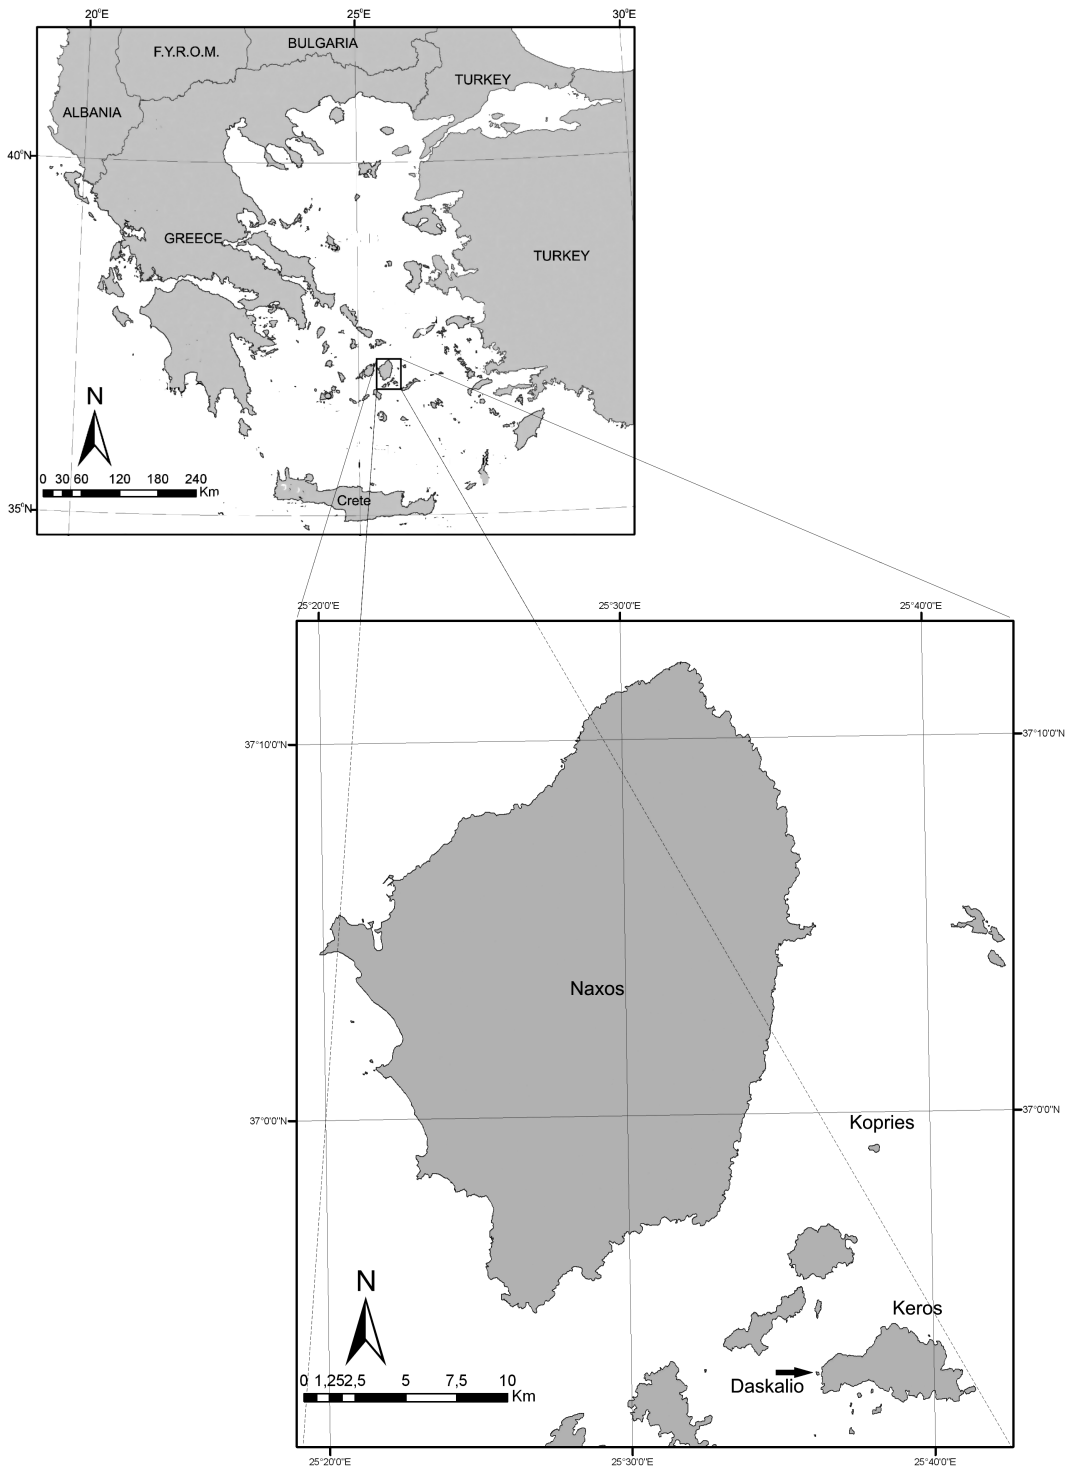 20°E 25°E 30°E
BULGARIA
F.Y.R.O.M.
TURKEY
ALBANIA
40°N
GREECE
TURKEY
N
0 30 60 120 180 240
Km
Crete
35°N
25°20'0"E 25°30'0"E 25°40'0"E
37°10'0"N 37°10'0"N
Naxos
37°0'0"N 37°0'0"N
Kopries
N
Keros
0 1,252,5 5 7,5 10
Km
Daskalio
25°20'0"E 25°30'0"E 25°40'0"E